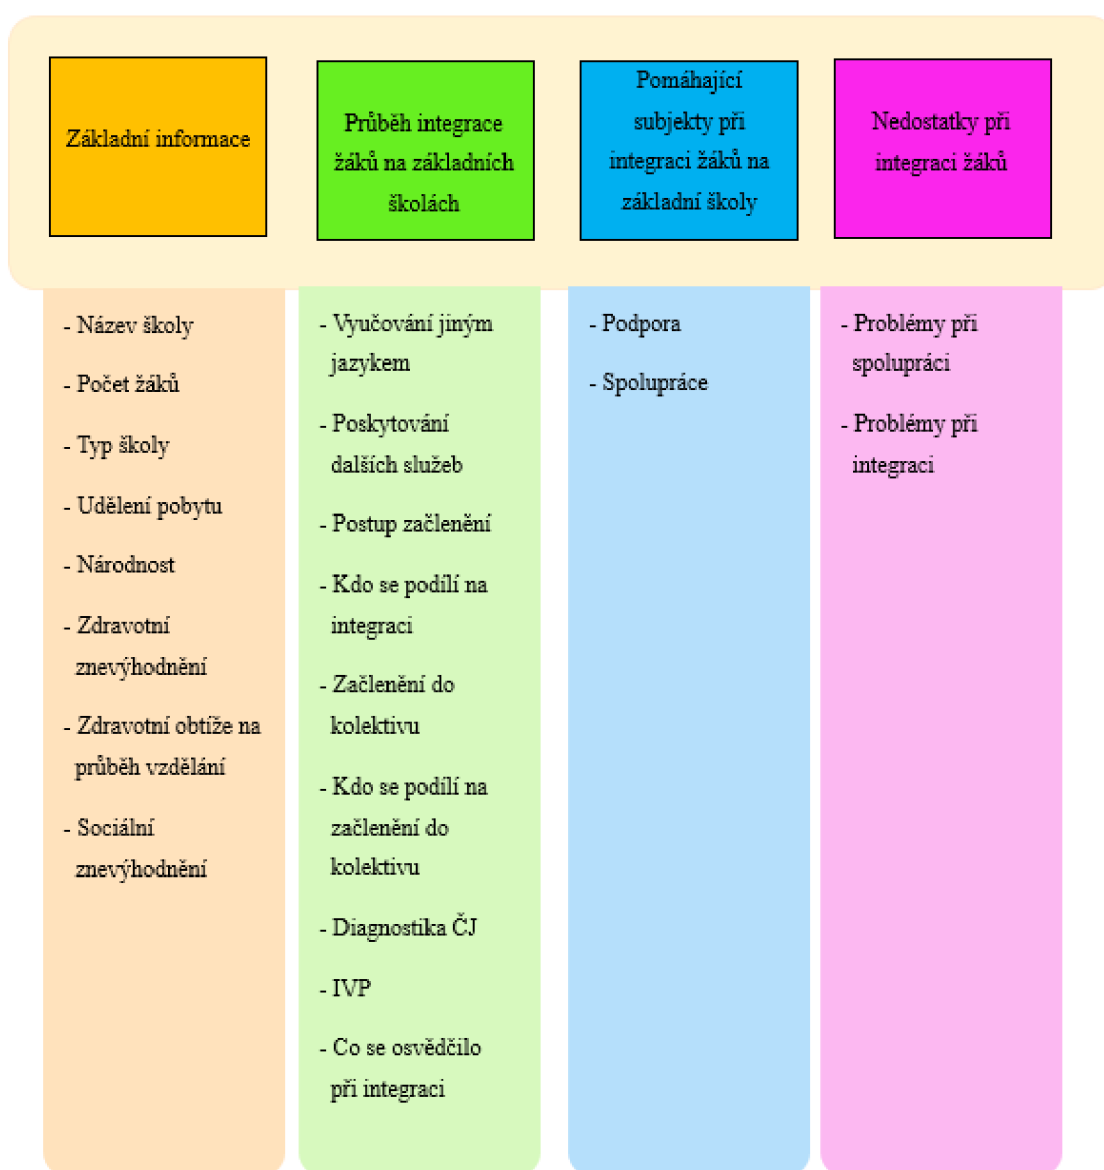 Základní informace
Průběh integrace
žáků na základních
školách
Pomáhající
subjekty při
integraci žáků na
základní školy
Nedostatky při
integraci žáků
- Název školy
- Počet žáků
- Typ školy
- Udělení pobytu
- Národnost
- Zdravotní
znevýhodnění
- Zdravotní obtíže na
průběh vzdělání
- Sociální
znevýhodnění
- Vyučování jiným
jazykem
- Poskytování
dalších služeb
- Postup začlenění
- Kdo se podílí na
integraci
- Začlenění do
kolektivu
- Kdo se podílí na
začlenění do
kolektivu
- Diagnostika ČJ
- IVP
- Co se osvědčilo
při integraci
- Podpora
- Spolupráce
- Problémy při
spolupráci
- Problémy při
integraci